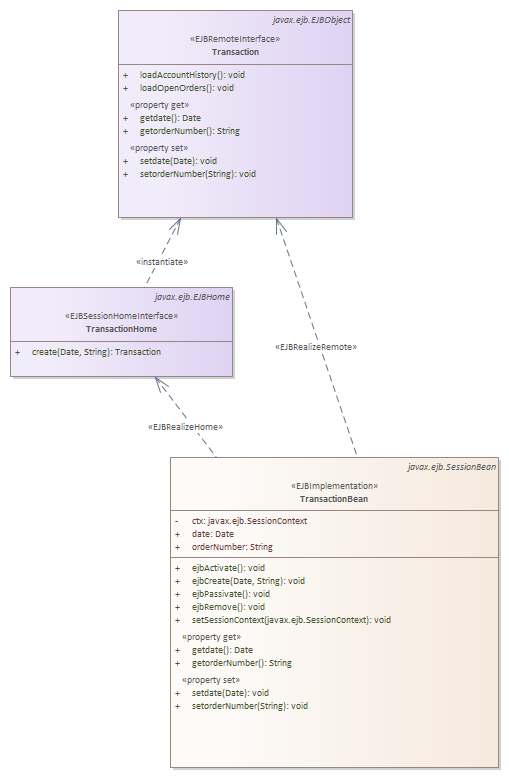 javax.ejb.EJBObject
«EJBRemoteInterface»
Transaction
+ loadAccountHistory(): void
+ loadOpenOrders(): void
«property get»
+ getdate(): Date
+ getorderNumber(): String
«property set»
+ setdate(Date): void
+ setorderNumber(String): void
«instantiate»
javax.ejb.EJBHome
«EJBSessionHomeInterface»
TransactionHome
+ create(Date, String): Transaction
«EJBRealizeRemote»
«EJBRealizeHome»
javax.ejb.SessionBean
«EJBImplementation»
TransactionBean
- ctx: javax.ejb.SessionContext
+ date: Date
+ orderNumber: String
+ ejbActivate(): void
+ ejbCreate(Date, String): void
+ ejbPassivate(): void
+ ejbRemove(): void
+ setSessionContext(javax.ejb.SessionContext): void
«property get»
+ getdate(): Date
+ getorderNumber(): String
«property set»
+ setdate(Date): void
+ setorderNumber(String): void